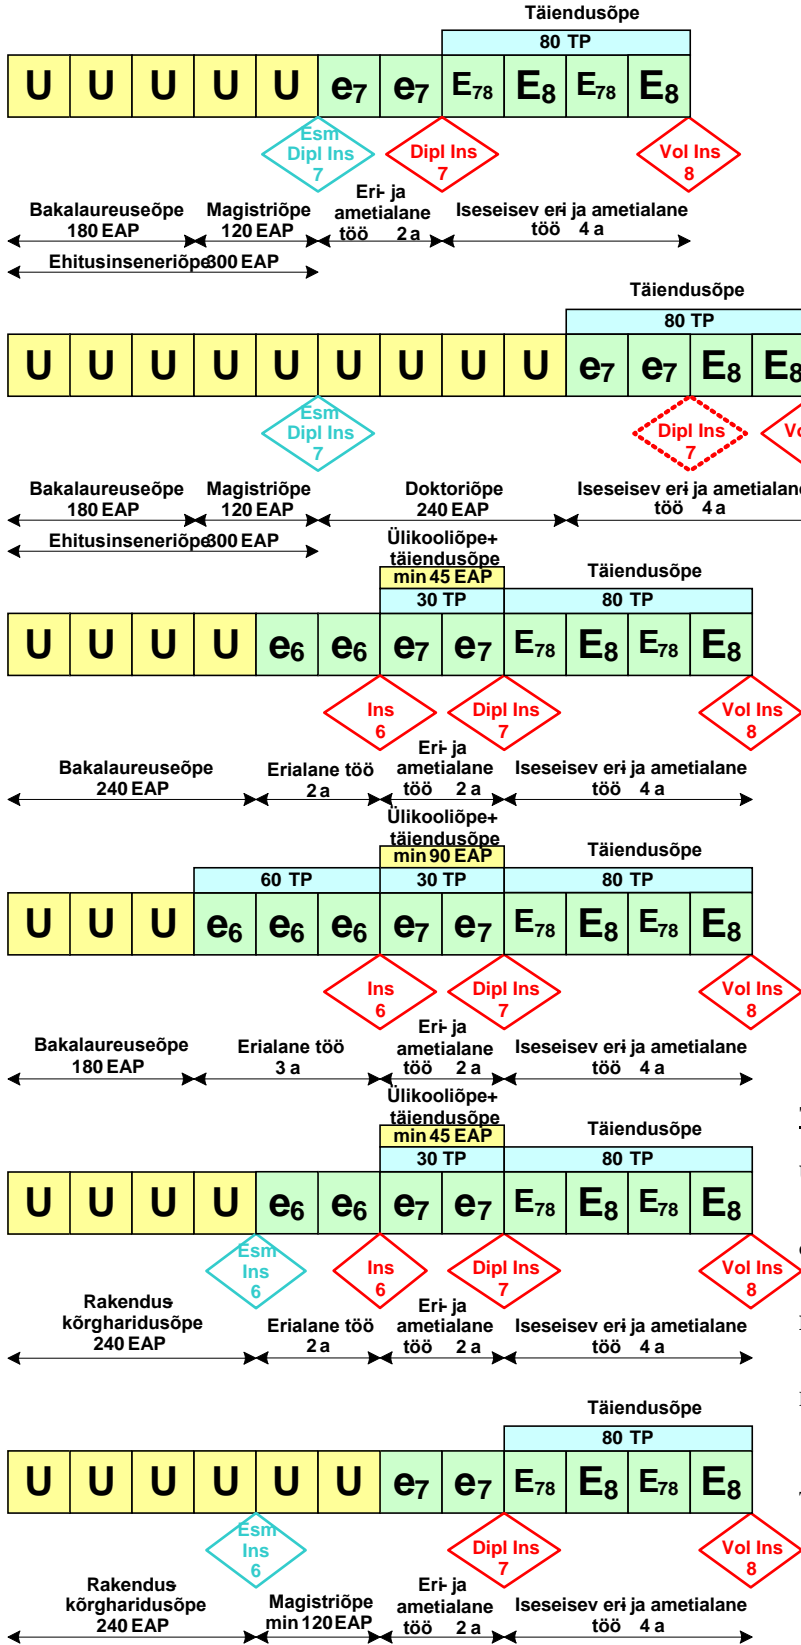 Täiendusõpe
80 TP
U U U U U e7 e7 E78 E8 E78 E8
Esm Dipl Ins 7
Dipl Ins 7
Vol Ins 8
Bakalaureuseõpe 180 EAP
Magistriõpe 120 EAP
Eri- ja ametialane töö 2 a
Iseseisev eri- ja ametialane töö 4 a
Ehitusinseneriõpe 300 EAP
Täiendusõpe
80 TP
U U U U U U U U U e7 e7 E8 E8
Esm Dipl Ins 7
Dipl Ins 7
Bakalaureuseõpe 180 EAP
Magistriõpe 120 EAP
Doktoriõpe 240 EAP
Iseseisev eri- ja ametialane töö 4 a
Ehitusinseneriõpe 300 EAP
Ülikooliõpe+ täiendusõpe
min 45 EAP
Täiendusõpe
30 TP
80 TP
U U U U e6 e6 e7 e7 E78 E8 E78 E8
Ins 6
Dipl Ins 7
Vol Ins 8
Bakalaureuseõpe 240 EAP
Erialane töö 2 a
Eri- ja ametialane töö 2 a
Iseseisev eri- ja ametialane töö 4 a
Ülikooliõpe+ täiendusõpe
min 90 EAP
Täiendusõpe
60 TP
30 TP
80 TP
U U U e6 e6 e6 e7 e7 E78 E8 E78 E8
Ins 6
Dipl Ins 7
Vol Ins 8
Bakalaureuseõpe 180 EAP
Erialane töö 3 a
Eri- ja ametialane töö 2 a
Iseseisev eri- ja ametialane töö 4 a
Ülikooliõpe+ täiendusõpe
min 45 EAP
Täiendusõpe
30 TP
80 TP
U U U U e6 e6 e7 e7 E78 E8 E78 E8
Esm Ins 6
Ins 6
Dipl Ins 7
Vol Ins 8
Rakendus- kõrgharidusõpe 240 EAP
Erialane töö 2 a
Eri- ja ametialane töö 2 a
Iseseisev eri- ja ametialane töö 4 a
Täiendusõpe
80 TP
U U U U U U e7 e7 E78 E8 E78 E8
Esm Ins 6
Dipl Ins 7
Vol Ins 8
Rakendus- kõrgharidusõpe 240 EAP
Magistriõpe min 120 EAP
Eri- ja ametialane töö 2 a
Iseseisev eri- ja ametialane töö 4 a